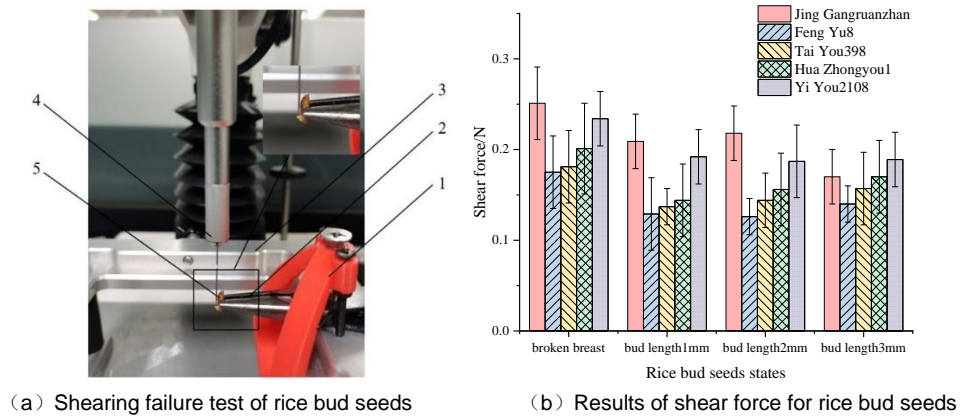 4
5
3
2
1
Shear force/N
0.3
0.2
0.1
0.0
Jing Gangruanzhan
Feng Yu8
Tai You398
Hua Zhongyou1
Yi You2108
broken breast
bud length1mm
bud length2mm
bud length3mm
Rice bud seeds states
（a）Shearing failure test of rice bud seeds
（b）Results of shear force for rice bud seeds